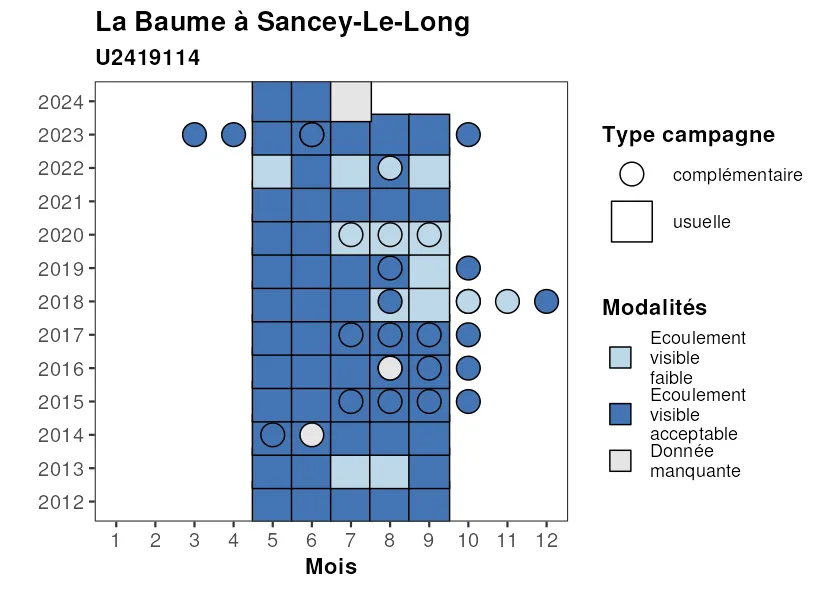 La Baume à Sancey-Le-Long
U2419114
2024
2023
2022
2021
2020
2019
2018
2017
2016
2015
2014
2013
2012
1 2 3 4 5 6 7 8 9 10 11 12
Mois
Type campagne
complémentaire
usuelle
Modalités
Ecoulement
visible
faible
Ecoulement
visible
acceptable
Donnée
manquante